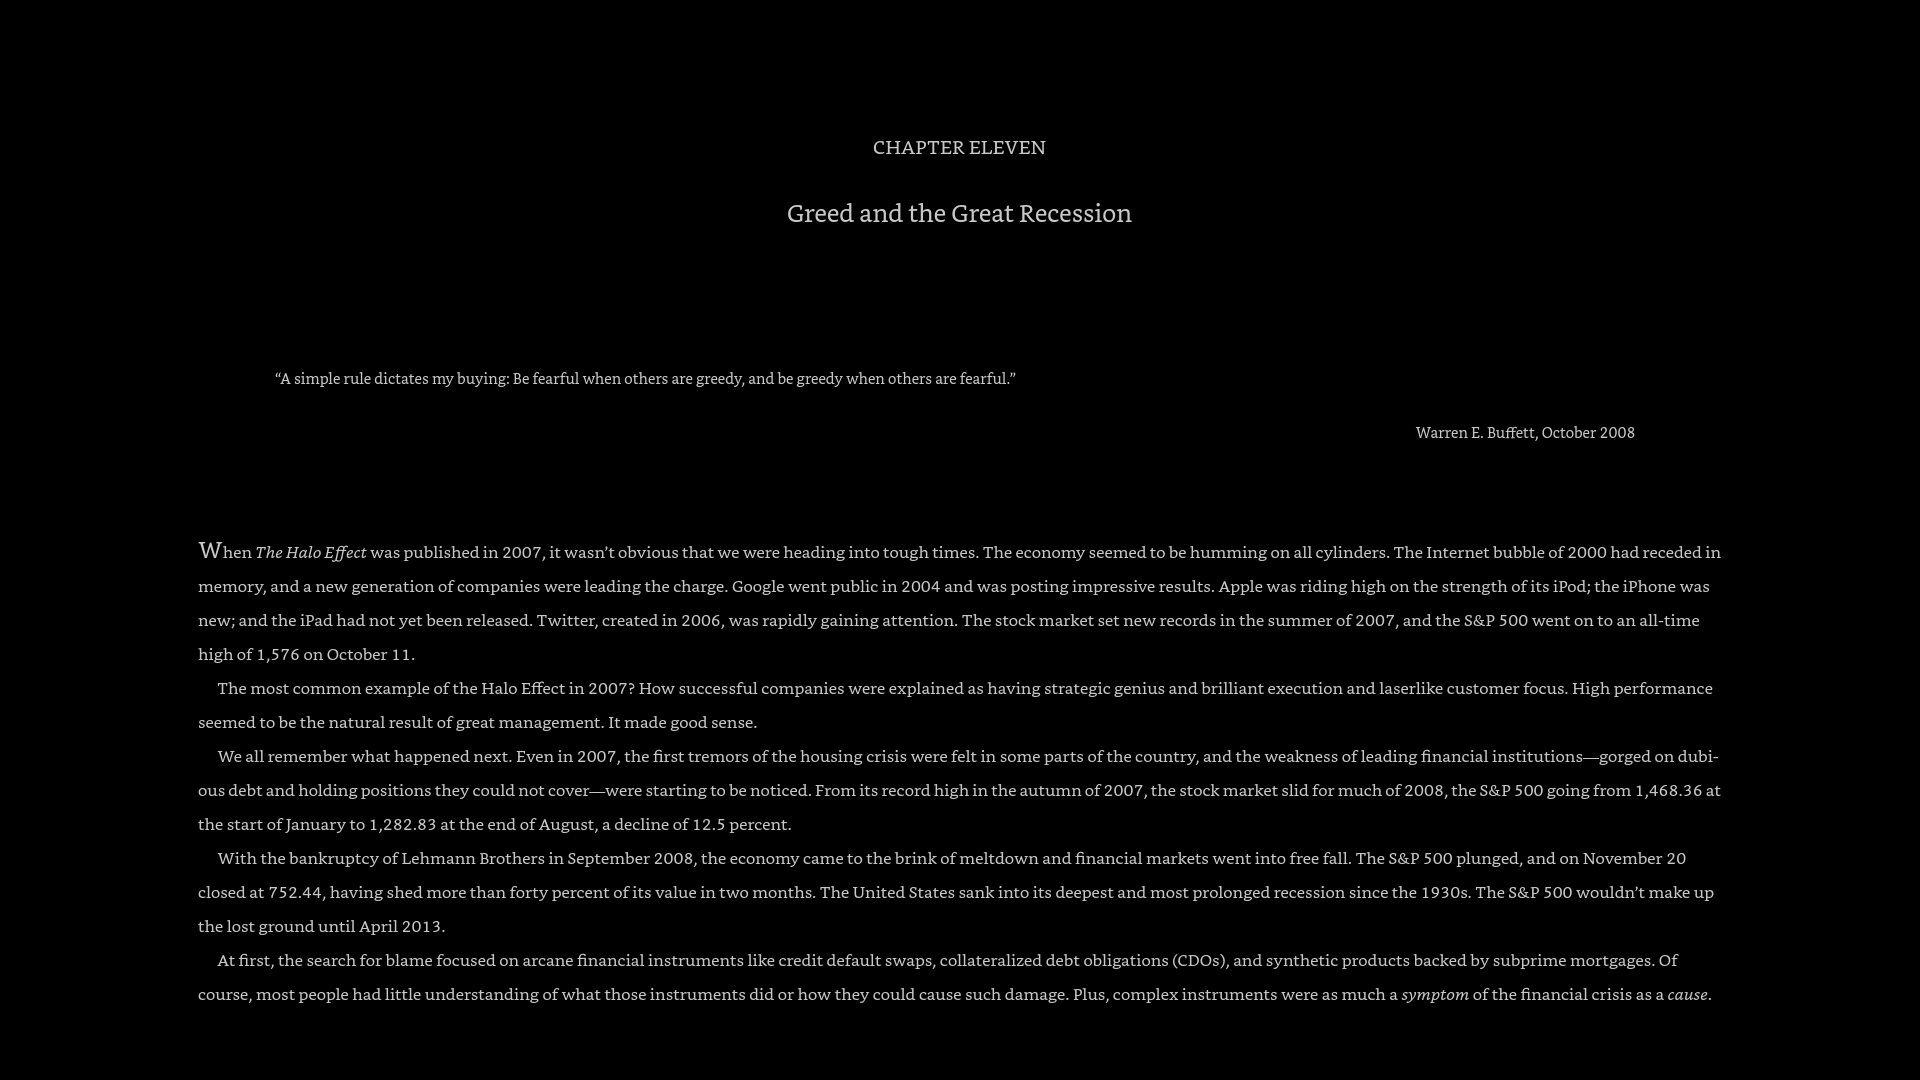 CHAPTER ELEVEN
Greed and the Great Recession
“A simple rule dictates my buying: Be fearful when others are greedy, and be greedy when others are fearful.”
Warren E. Buffett, October 2008
When The Halo Effect was published in 2007, it wasn’t obvious that we were heading into tough times. The economy seemed to be humming on all cylinders. The Internet bubble of 2000 had receded in
memory, and a new generation of companies were leading the charge. Google went public in 2004 and was posting impressive results. Apple was riding high on the strength of its iPod; the iPhone was
new; and the iPad had not yet been released. Twitter, created in 2006, was rapidly gaining attention. The stock market set new records in the summer of 2007, and the S&P 500 went on to an all-time
high of 1,576 on October 11.
The most common example of the Halo Effect in 2007? How successful companies were explained as having strategic genius and brilliant execution and laserlike customer focus. High performance
seemed to be the natural result of great management. It made good sense.
We all remember what happened next. Even in 2007, the first tremors of the housing crisis were felt in some parts of the country, and the weakness of leading financial institutions—gorged on dubi-
ous debt and holding positions they could not cover—were starting to be noticed. From its record high in the autumn of 2007, the stock market slid for much of 2008, the S&P 500 going from 1,468.36 at
the start of January to 1,282.83 at the end of August, a decline of 12.5 percent.
With the bankruptcy of Lehmann Brothers in September 2008, the economy came to the brink of meltdown and financial markets went into free fall. The S&P 500 plunged, and on November 20
closed at 752.44, having shed more than forty percent of its value in two months. The United States sank into its deepest and most prolonged recession since the 1930s. The S&P 500 wouldn’t make up
the lost ground until April 2013.
At first, the search for blame focused on arcane financial instruments like credit default swaps, collateralized debt obligations (CDOs), and synthetic products backed by subprime mortgages. Of
course, most people had little understanding of what those instruments did or how they could cause such damage. Plus, complex instruments were as much a symptom of the financial crisis as a cause.